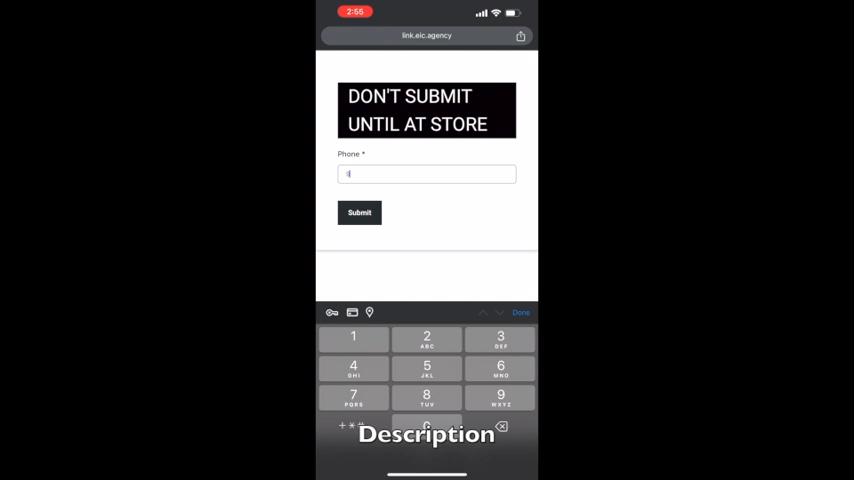 2:55
link.eic.agency
DON'T SUBMIT
UNTIL AT STORE
Phone *
Submit
Done
1
2 ABC
3 DEF
4 GHI
5 JKL
6 MNO
7 PQRS
8 TUV
9 WXYZ
+*#
Description